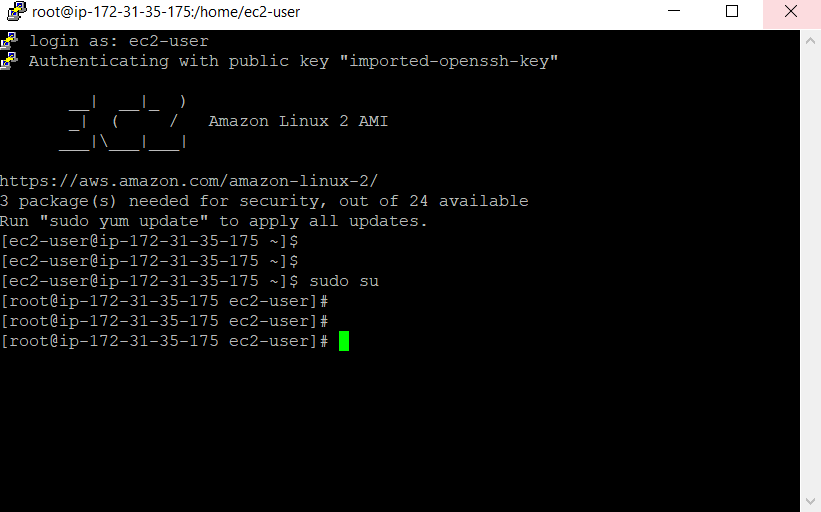 root@ip-172-31-35-175:/home/ec2-user
login as: ec2-user
Authenticating with public key "imported-openssh-key"
       __|  __|_  )
       _|  (     /   Amazon Linux 2 AMI
      ___|\___|___|
https://aws.amazon.com/amazon-linux-2/
3 package(s) needed for security, out of 24 available
Run "sudo yum update" to apply all updates.
[ec2-user@ip-172-31-35-175 ~]$
[ec2-user@ip-172-31-35-175 ~]$
[ec2-user@ip-172-31-35-175 ~]$ sudo su
[root@ip-172-31-35-175 ec2-user]#
[root@ip-172-31-35-175 ec2-user]#
[root@ip-172-31-35-175 ec2-user]#